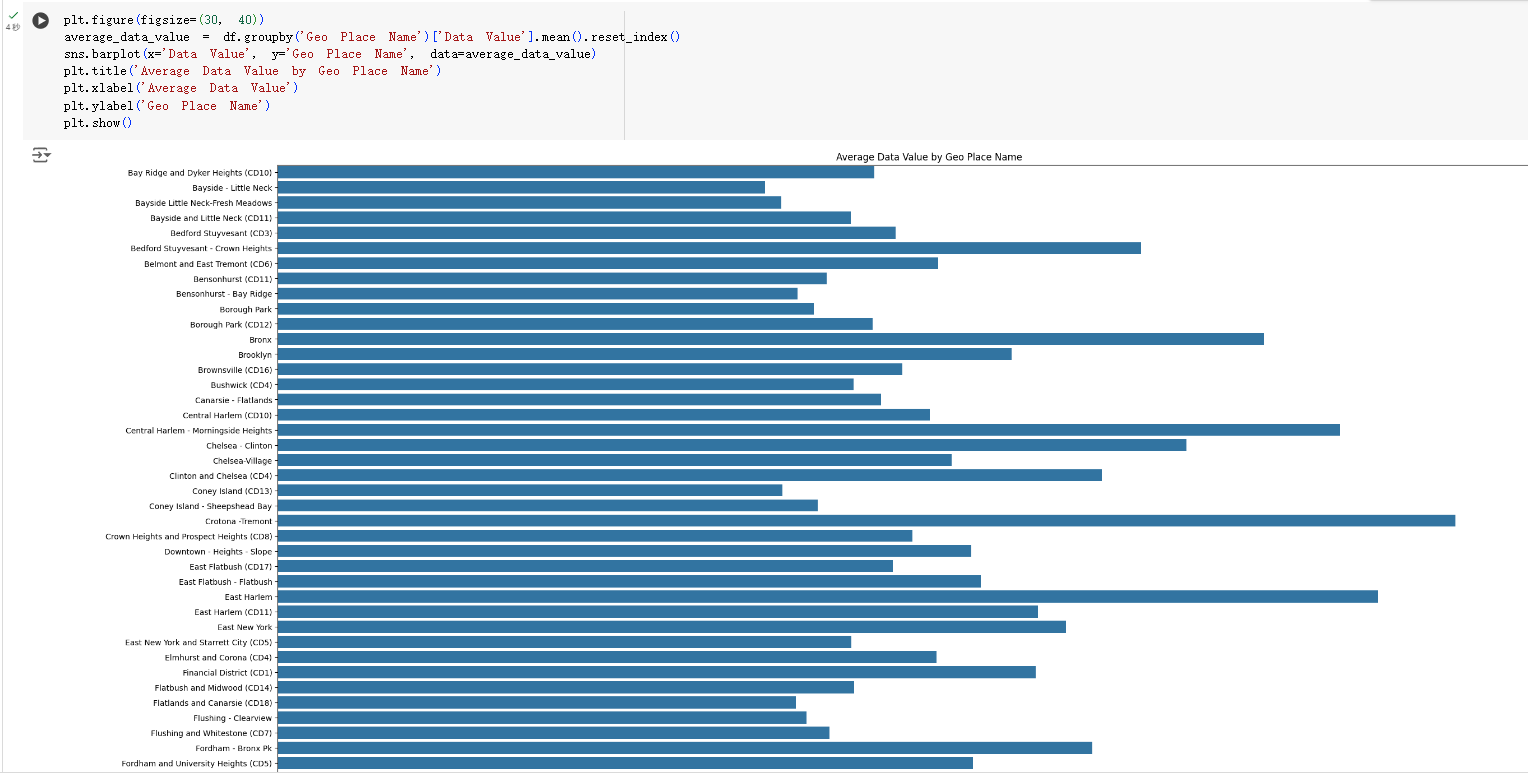 plt.figure(figsize=(30, 40))
4 秒
average_data_value = df.groupby('Geo Place Name')['Data Value'].mean().reset_index()
sns.barplot(x='Data Value', y='Geo Place Name', data=average_data_value)
plt.title('Average Data Value by Geo Place Name')
plt.xlabel('Average Data Value')
plt.ylabel('Geo Place Name')
plt.show()
Average Data Value by Geo Place Name
Bay Ridge and Dyker Heights (CD10)
Bayside - Little Neck
Bayside Little Neck-Fresh Meadows
Bayside and Little Neck (CD11)
Bedford Stuyvesant (CD3)
Bedford Stuyvesant - Crown Heights
Belmont and East Tremont (CD6)
Bensonhurst (CD11)
Bensonhurst - Bay Ridge
Borough Park
Borough Park (CD12)
Bronx
Brooklyn
Brownsville (CD16)
Bushwick (CD4)
Canarsie - Flatlands
Central Harlem (CD10)
Central Harlem - Morningside Heights
Chelsea - Clinton
Chelsea-Village
Clinton and Chelsea (CD4)
Coney Island (CD13)
Coney Island - Sheepshead Bay
Crotona -Tremont
Crown Heights and Prospect Heights (CD8)
Downtown - Heights - Slope
East Flatbush (CD17)
East Flatbush - Flatbush
East Harlem
East Harlem (CD11)
East New York
East New York and Starrett City (CD5)
Elmhurst and Corona (CD4)
Financial District (CD1)
Flatbush and Midwood (CD14)
Flatlands and Canarsie (CD18)
Flushing - Clearview
Flushing and Whitestone (CD7)
Fordham - Bronx Pk
Fordham and University Heights (CD5)